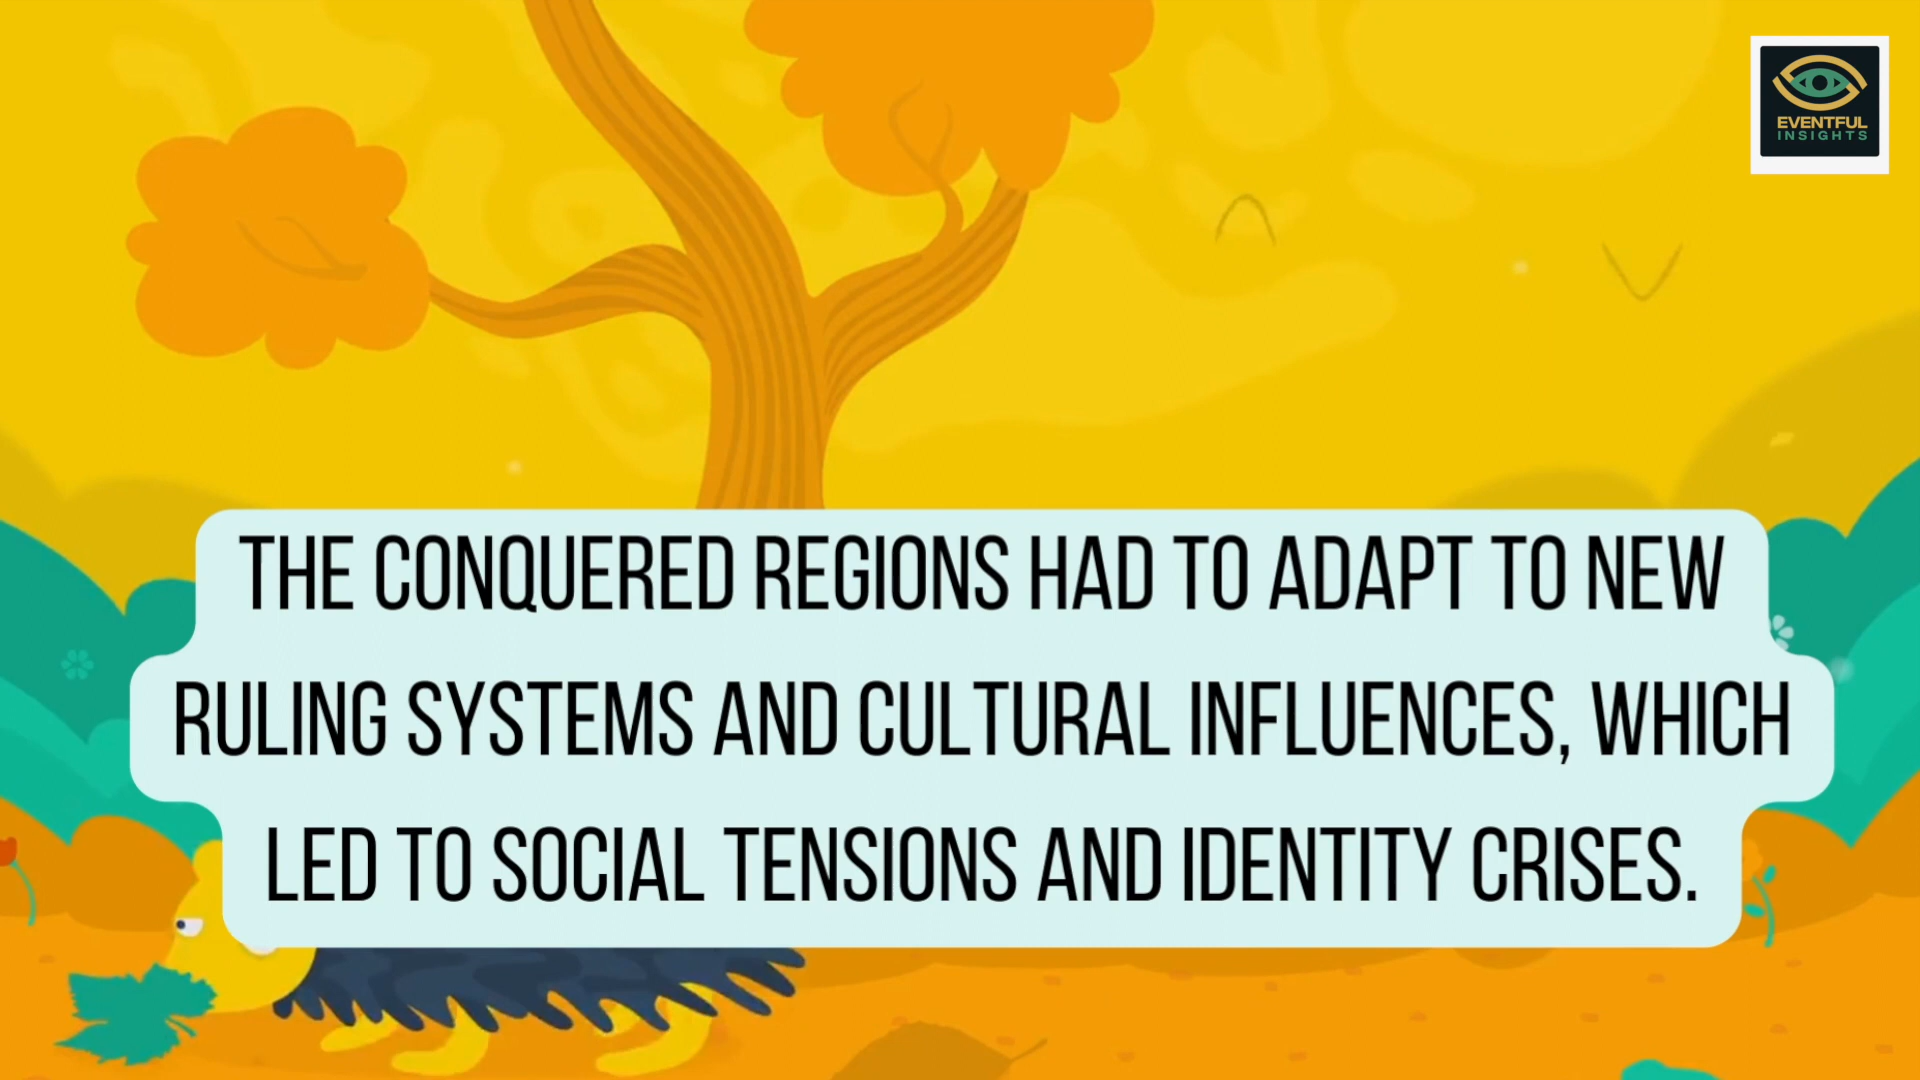 EVENTFUL
INSIGHTS
THE CONQUERED REGIONS HAD TO ADAPT TO NEW
RULING SYSTEMS AND CULTURAL INFLUENCES, WHICH
LED TO SOCIAL TENSIONS AND IDENTITY CRISES.